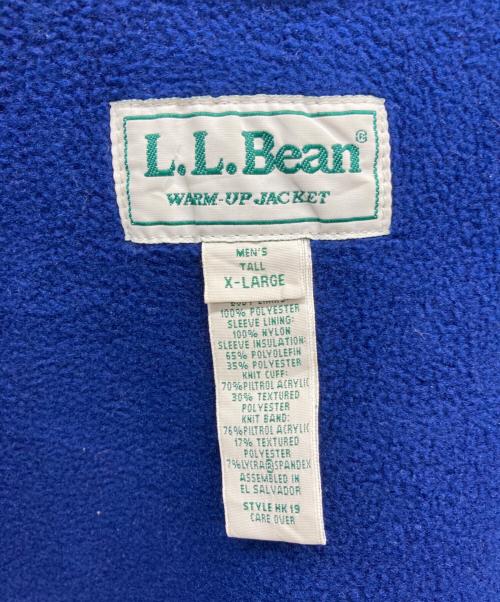 L.L.Bean®
WARM-UP JACKET
MEN'S
TALL
X-LARGE
100% POLYESTER
SLEEVE LINING:
100% NYLON
SLEEVE INSULATION:
65% POLYOLEFIN
35% POLYESTER
KNIT CUFF:
70%PILTROL ACRYLIC
30% TEXTURED
POLYESTER
KNIT BAND:
76%PILTROL ACRYLIC
17% TEXTURED
POLYESTER
7%LYCRA®SPANDEX
ASSEMBLED IN
EL SALVADOR
STYLE HK19
CARE OVER